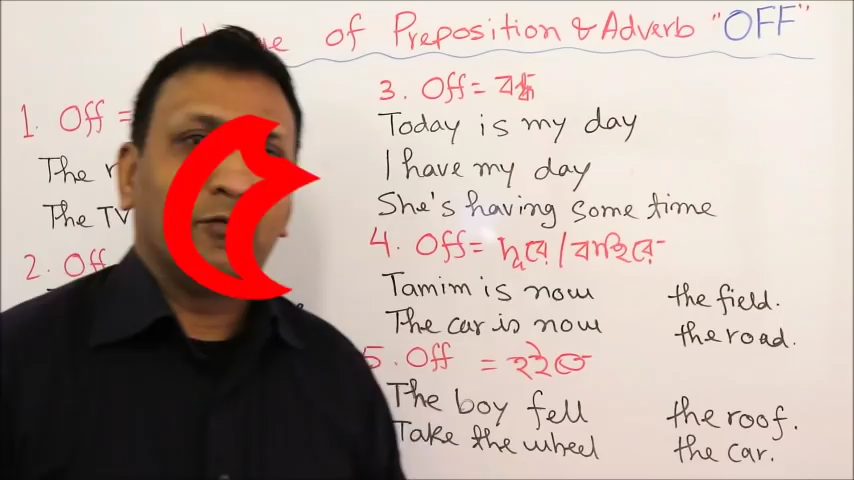 of Preposition & Adverb "OFF"
1. Off =
The
The TV
2. Off
3. Off = বন্ধ
Today is my day
I have my day
She's having some time
4. Off = দূরে/বাহিরে
Tamim is now the field.
The car is now the road.
5. Off = হইতে
The boy fell the roof.
Take the wheel the car.